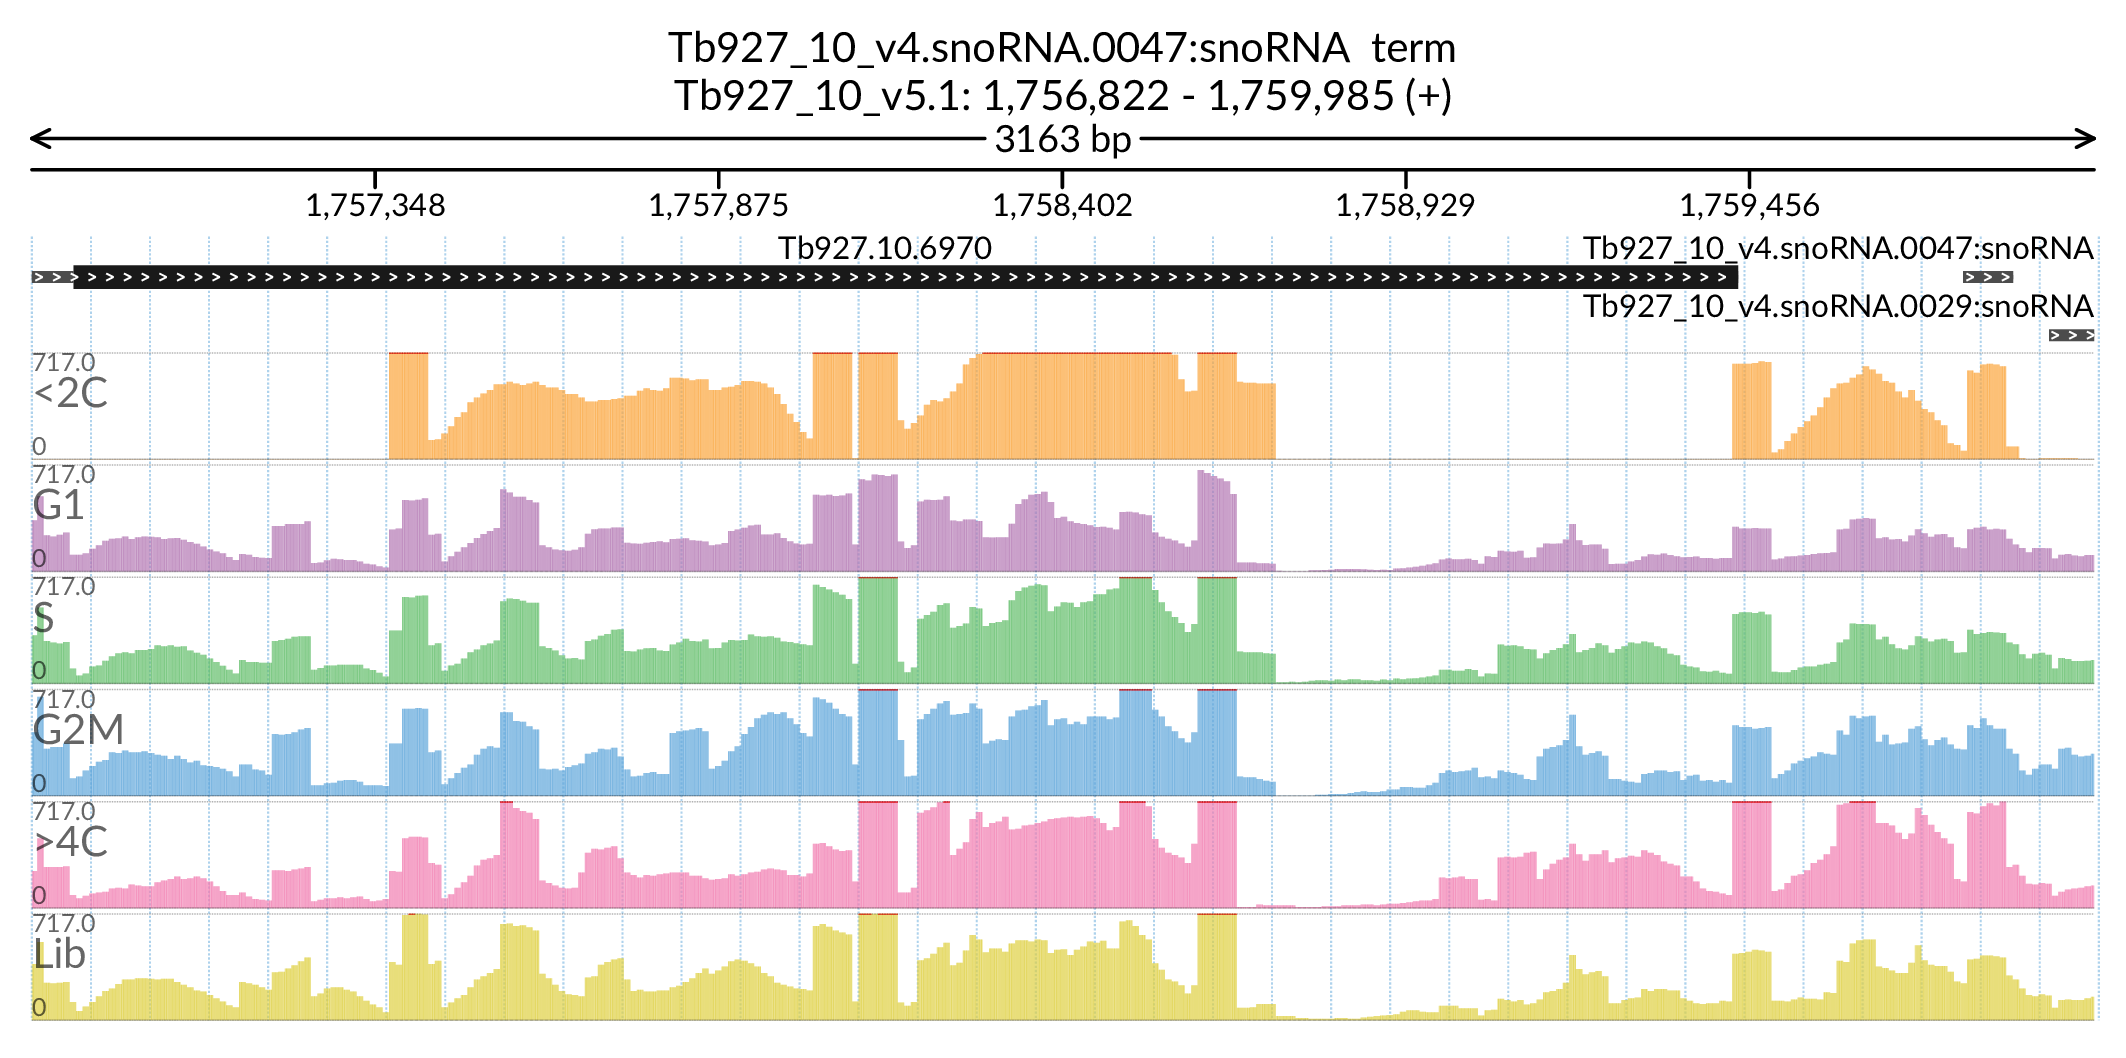 Tb927_10_v4.snoRNA.0047:snoRNA term
Tb927_10_v5.1: 1,756,822 - 1,759,985 (+)
3163 bp
1,757,348 1,757,875 1,758,402 1,758,929 1,759,456
Tb927.10.6970 Tb927_10_v4.snoRNA.0047:snoRNA
Tb927_10_v4.snoRNA.0029:snoRNA
717.0
<2C
0
717.0
G1
0
717.0
S
0
717.0
G2M
0
717.0
>4C
0
717.0
Lib
0